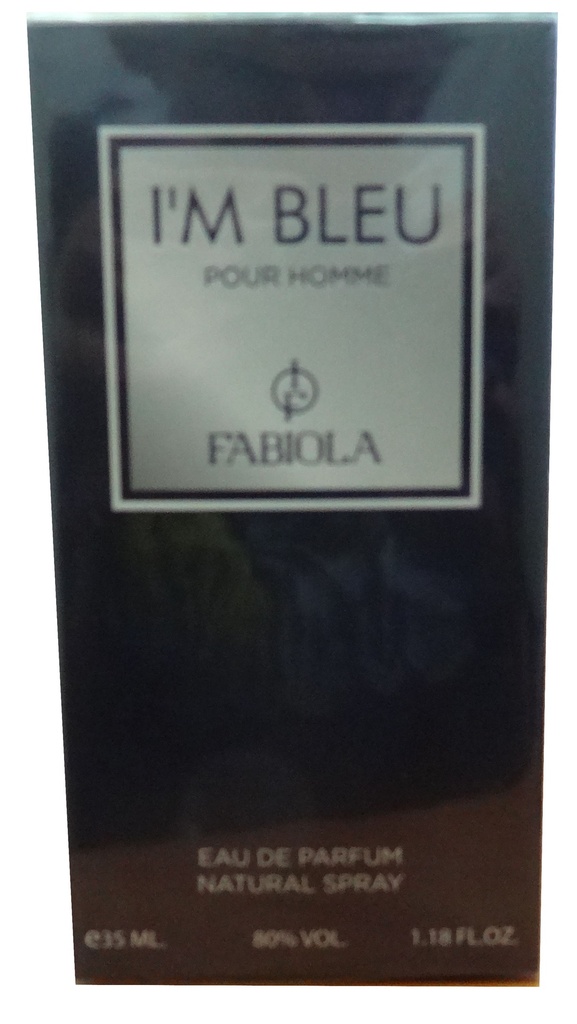 I'M BLEU
POUR HOMME
FABIOLA
EAU DE PARFUM
NATURAL SPRAY
℮35 ML. 80% VOL. 1.18 FL.OZ.